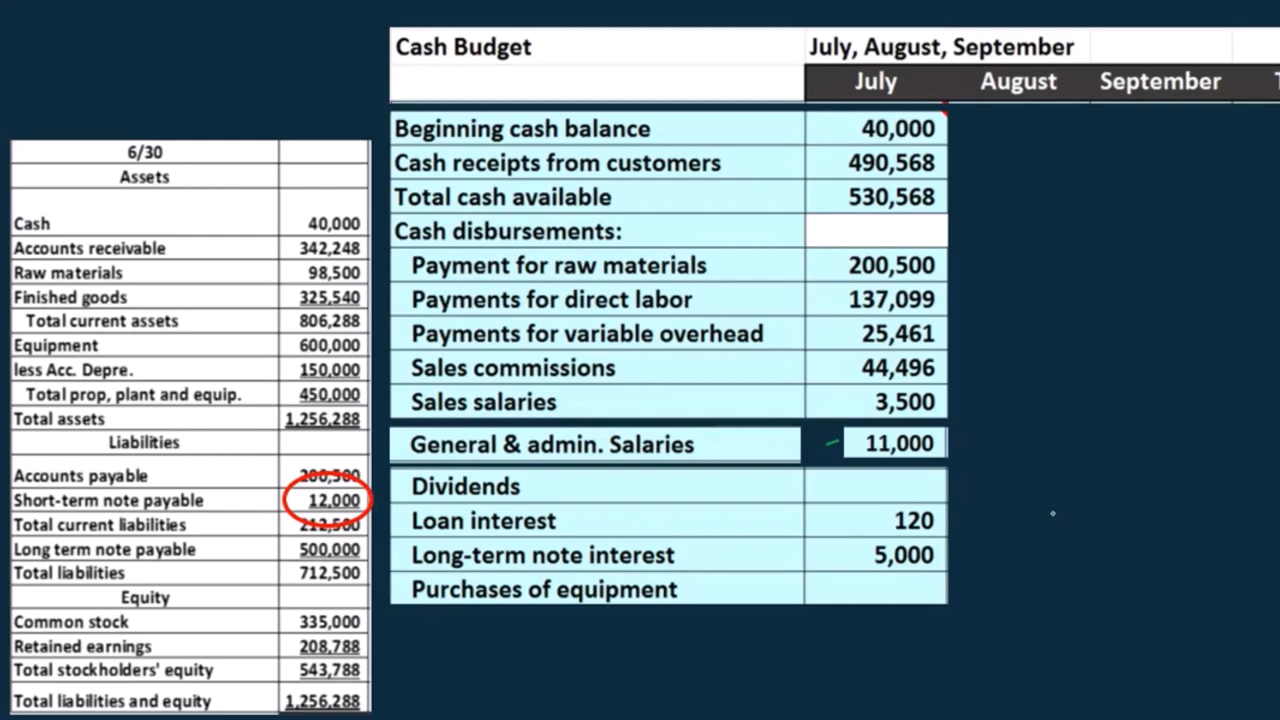 Cash Budget July, August, September
July August September
Beginning cash balance 40,000
Cash receipts from customers 490,568
Total cash available 530,568
Cash disbursements:
Payment for raw materials 200,500
Payments for direct labor 137,099
Payments for variable overhead 25,461
Sales commissions 44,496
Sales salaries 3,500
General & admin. Salaries 11,000
Dividends
Loan interest 120
Long-term note interest 5,000
Purchases of equipment
6/30
Assets
Cash 40,000
Accounts receivable 342,248
Raw materials 98,500
Finished goods 325,540
Total current assets 806,288
Equipment 600,000
less Acc. Depre. 150,000
Total prop, plant and equip. 450,000
Total assets 1,256,288
Liabilities
Accounts payable 200,500
Short-term note payable 12,000
Total current liabilities 212,500
Long term note payable 500,000
Total liabilities 712,500
Equity
Common stock 335,000
Retained earnings 208,788
Total stockholders' equity 543,788
Total liabilities and equity 1,256,288